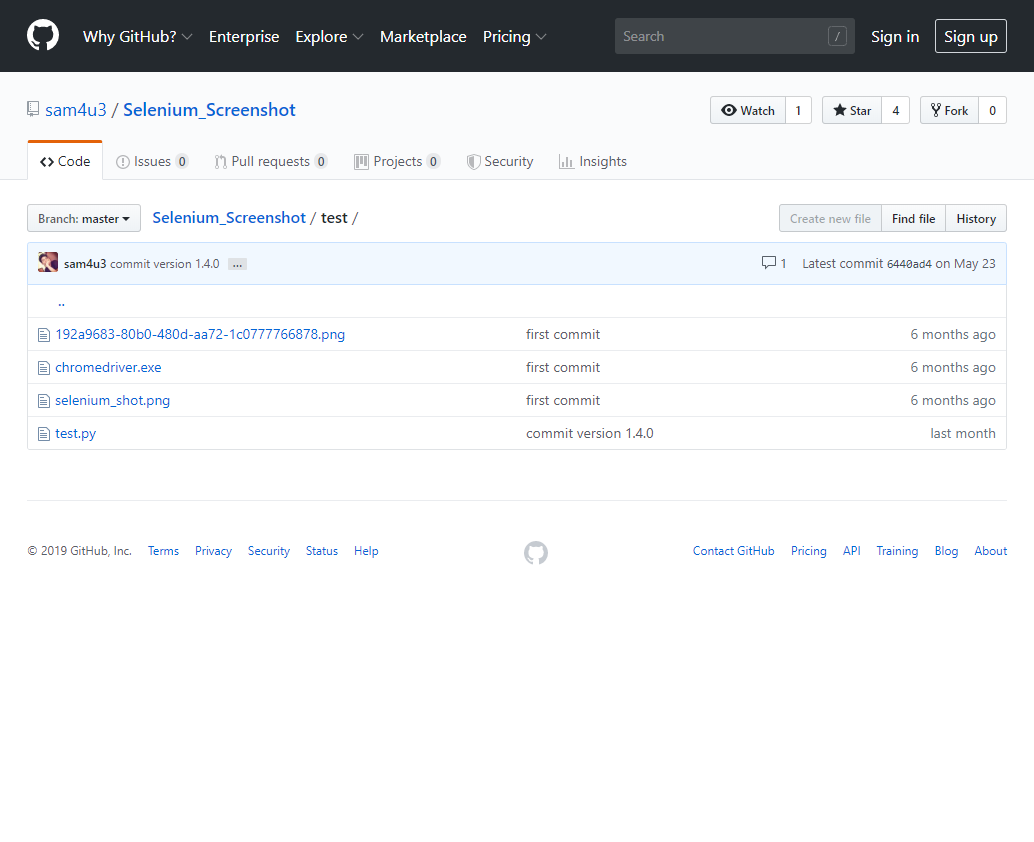 Why GitHub? Enterprise Explore Marketplace Pricing Search / Sign in Sign up
sam4u3 / Selenium_Screenshot Watch 1 Star 4 Fork 0
Code Issues 0 Pull requests 0 Projects 0 Security Insights
Branch: master Selenium_Screenshot / test / Create new file Find file History
sam4u3 commit version 1.4.0 … 1 Latest commit 6440ad4 on May 23
..
192a9683-80b0-480d-aa72-1c0777766878.png first commit 6 months ago
chromedriver.exe first commit 6 months ago
selenium_shot.png first commit 6 months ago
test.py commit version 1.4.0 last month
© 2019 GitHub, Inc. Terms Privacy Security Status Help Contact GitHub Pricing API Training Blog About